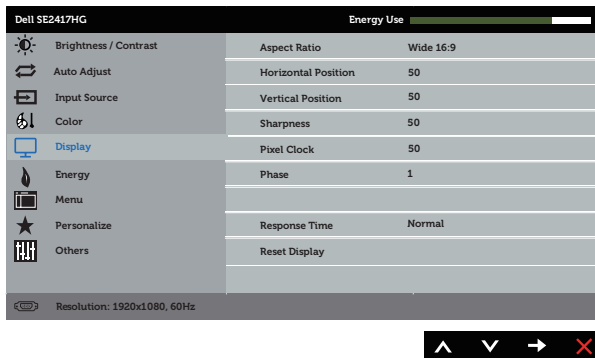 Dell SE2417HG Energy Use
Brightness / Contrast
Auto Adjust
Input Source
Color
Display
Energy
Menu
Personalize
Others
Aspect Ratio Wide 16:9
Horizontal Position 50
Vertical Position 50
Sharpness 50
Pixel Clock 50
Phase 1
Response Time Normal
Reset Display
Resolution: 1920x1080, 60Hz